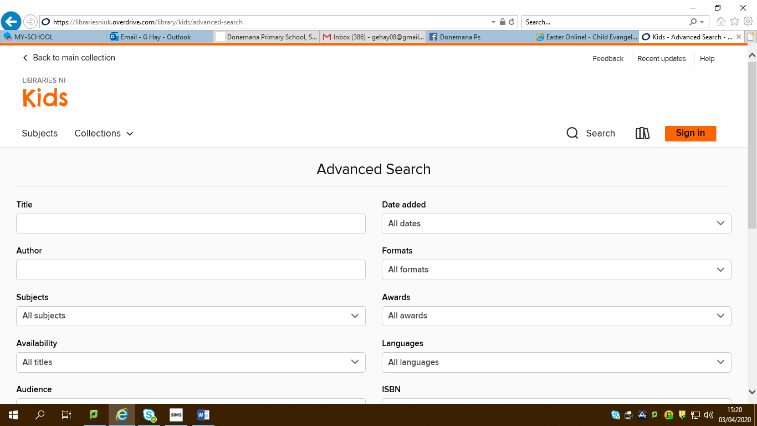 https://librariesniuk.overdrive.com/library/kids/advanced-search
Search...
MY-SCHOOL
Email - G.Hay - Outlook
Donemana Primary School, S...
Inbox (386) - gehay08@gmail...
Donemana Ps
Easter Online! - Child Evangel...
Kids - Advanced Search - ...
Back to main collection
Feedback
Recent updates
Help
LIBRARIES NI
Kids
Subjects
Collections
Search
Sign in
Advanced Search
Title
Date added
All dates
Author
Formats
All formats
Subjects
Awards
All subjects
All awards
Availability
Languages
All titles
All languages
Audience
ISBN
SIMS
15:20
03/04/2020